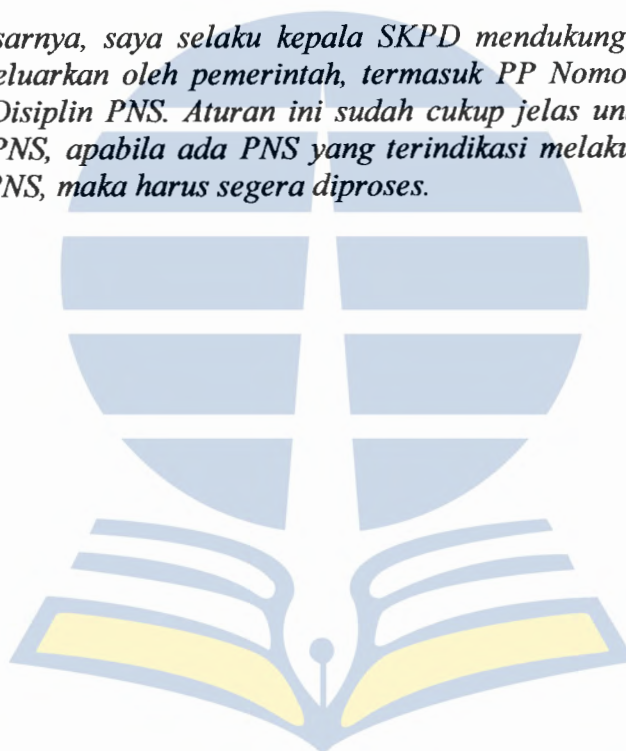 sarnya, saya selaku kepala SKPD mendukung
eluarkan oleh pemerintah, termasuk PP Nomo
Disiplin PNS. Aturan ini sudah cukup jelas un
PNS, apabila ada PNS yang terindikasi melaku
PNS, maka harus segera diproses.